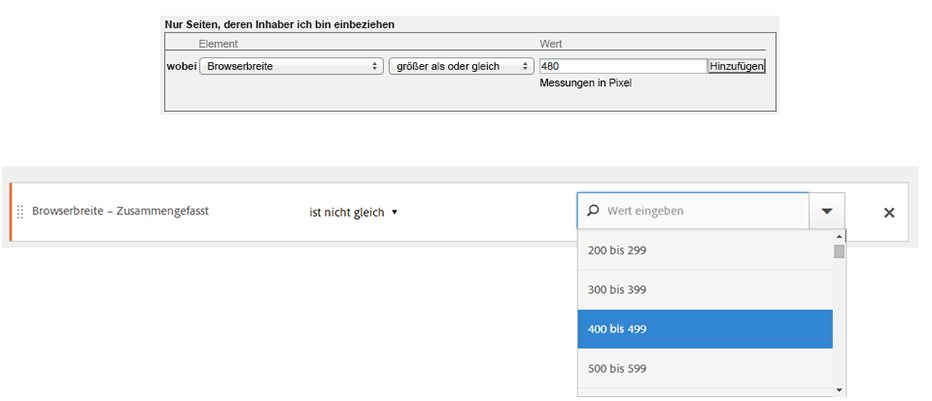 Nur Seiten, deren Inhaber ich bin einbeziehen
Element Wert
wobei Browserbreite größer als oder gleich 480 Hinzufügen
Messungen in Pixel
Browserbreite – Zusammengefasst ist nicht gleich Wert eingeben
200 bis 299
300 bis 399
400 bis 499
500 bis 599